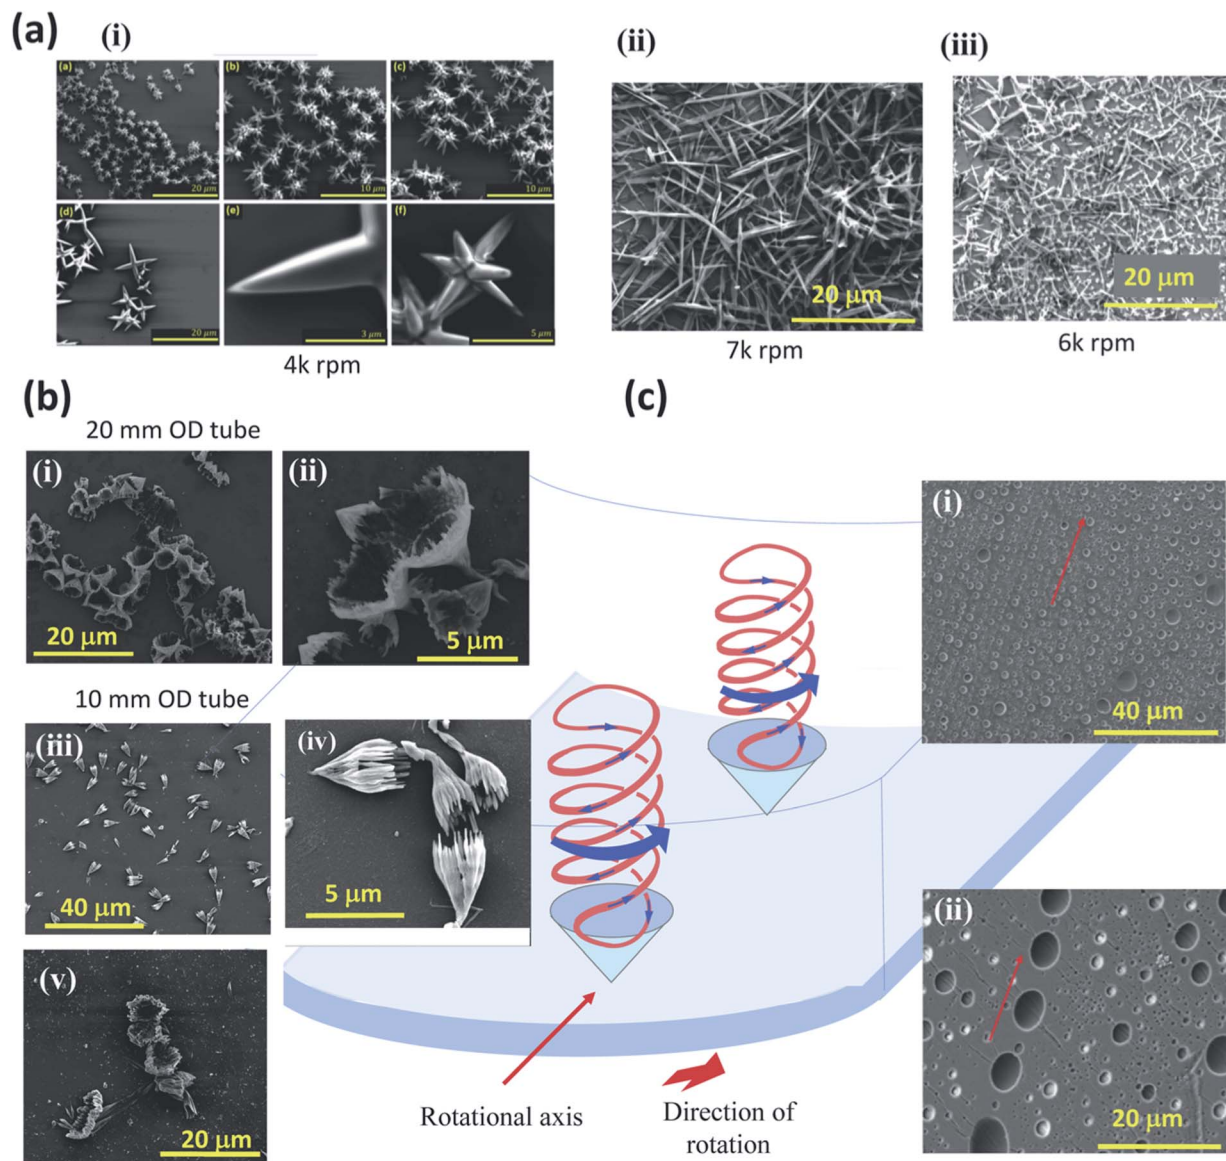 (a)
(i)
(ii)
(iii)
(a)
(b)
(c)
20 μm
10 μm
10 μm
(d)
(e)
(f)
20 μm
3 μm
5 μm
20 μm
20 μm
4k rpm
7k rpm
6k rpm
(b)
(c)
20 mm OD tube
(i)
(ii)
20 μm
5 μm
10 mm OD tube
(iii)
(iv)
40 μm
5 μm
(v)
20 μm
(i)
40 μm
(ii)
20 μm
Rotational axis
Direction of
rotation